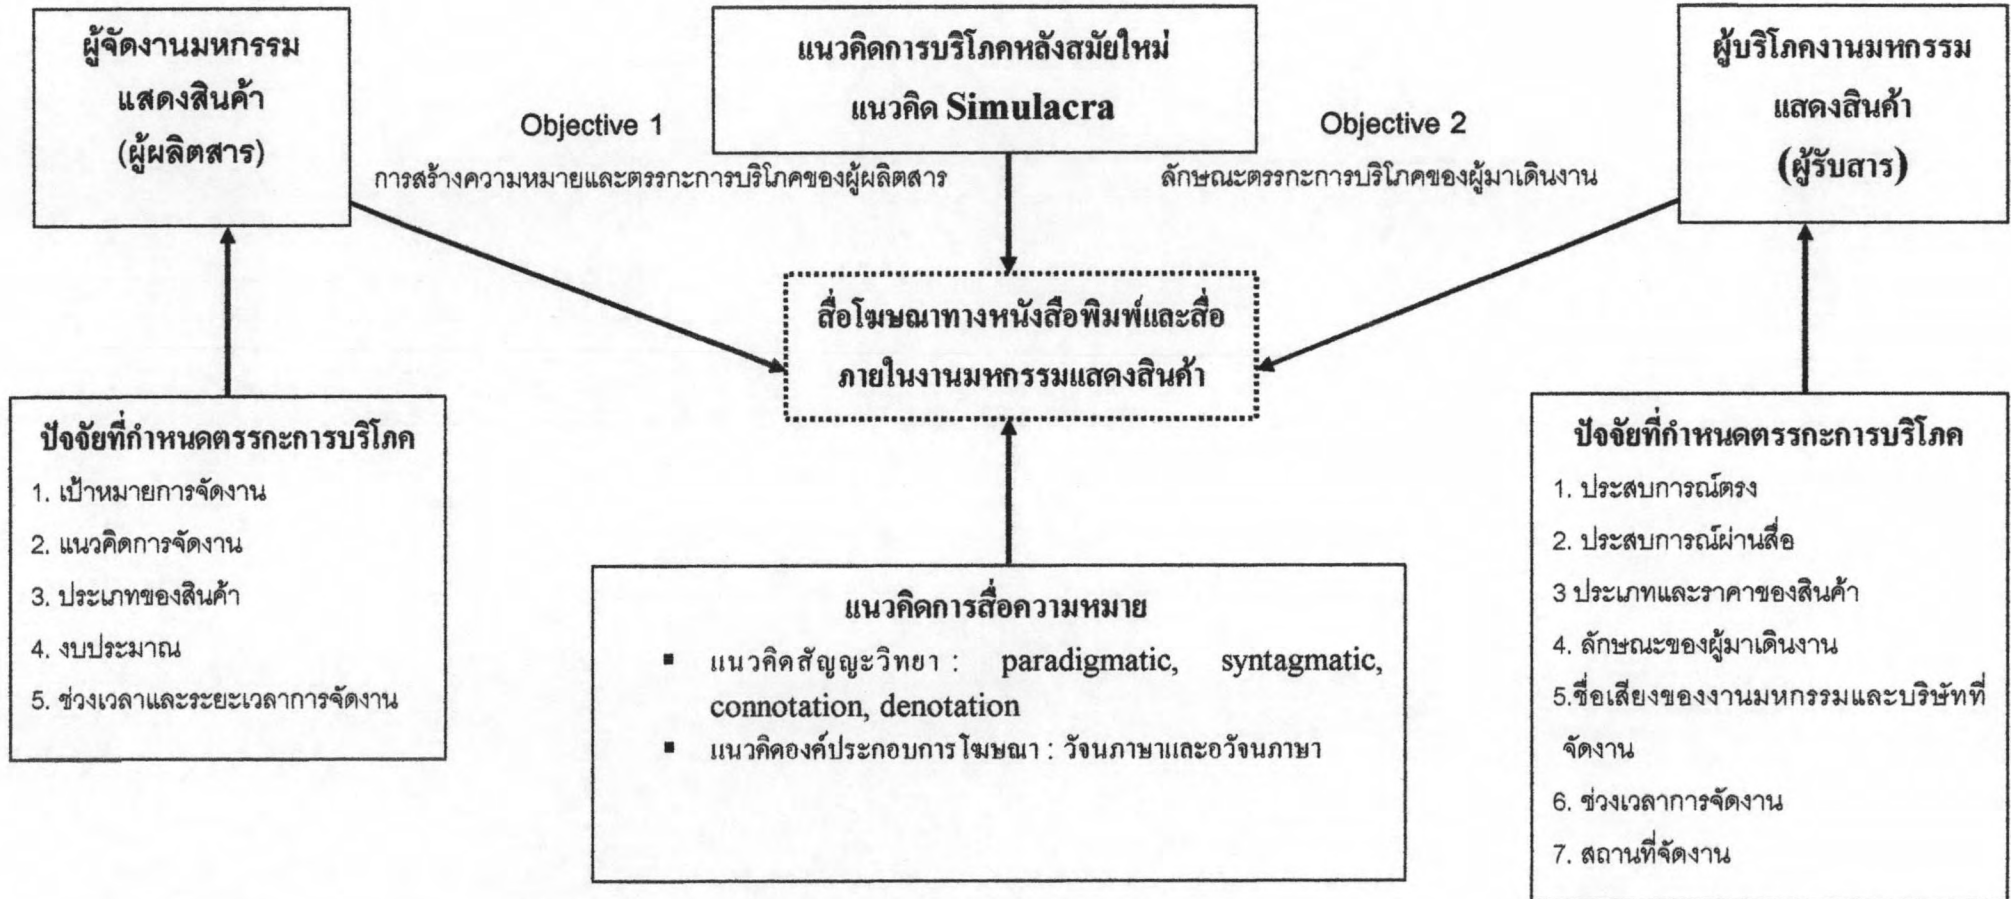 ผู้จัดงานมหกรรม
แสดงสินค้า
(ผู้ผลิตสาร)
แนวคิดการบริโภคหลังสมัยใหม่
แนวคิด Simulacra
ผู้บริโภคงานมหกรรม
แสดงสินค้า
(ผู้รับสาร)
Objective 1
การสร้างความหมายและตรรกะการบริโภคของผู้ผลิตสาร
Objective 2
ลักษณะตรรกะการบริโภคของผู้มาเดินงาน
สื่อโฆษณาทางหนังสือพิมพ์และสื่อ
ภายในงานมหกรรมแสดงสินค้า
ปัจจัยที่กำหนดตรรกะการบริโภค
1. เป้าหมายการจัดงาน
2. แนวคิดการจัดงาน
3. ประเภทของสินค้า
4. งบประมาณ
5. ช่วงเวลาและระยะเวลาการจัดงาน
แนวคิดการสื่อความหมาย
▪ แนวคิดสัญญะวิทยา : paradigmatic, syntagmatic,
connotation, denotation
▪ แนวคิดองค์ประกอบการโฆษณา : วัจนภาษาและอวัจนภาษา
ปัจจัยที่กำหนดตรรกะการบริโภค
1. ประสบการณ์ตรง
2. ประสบการณ์ผ่านสื่อ
3 ประเภทและราคาของสินค้า
4. ลักษณะของผู้มาเดินงาน
5.ชื่อเสียงของงานมหกรรมและบริษัทที่
จัดงาน
6. ช่วงเวลาการจัดงาน
7. สถานที่จัดงาน